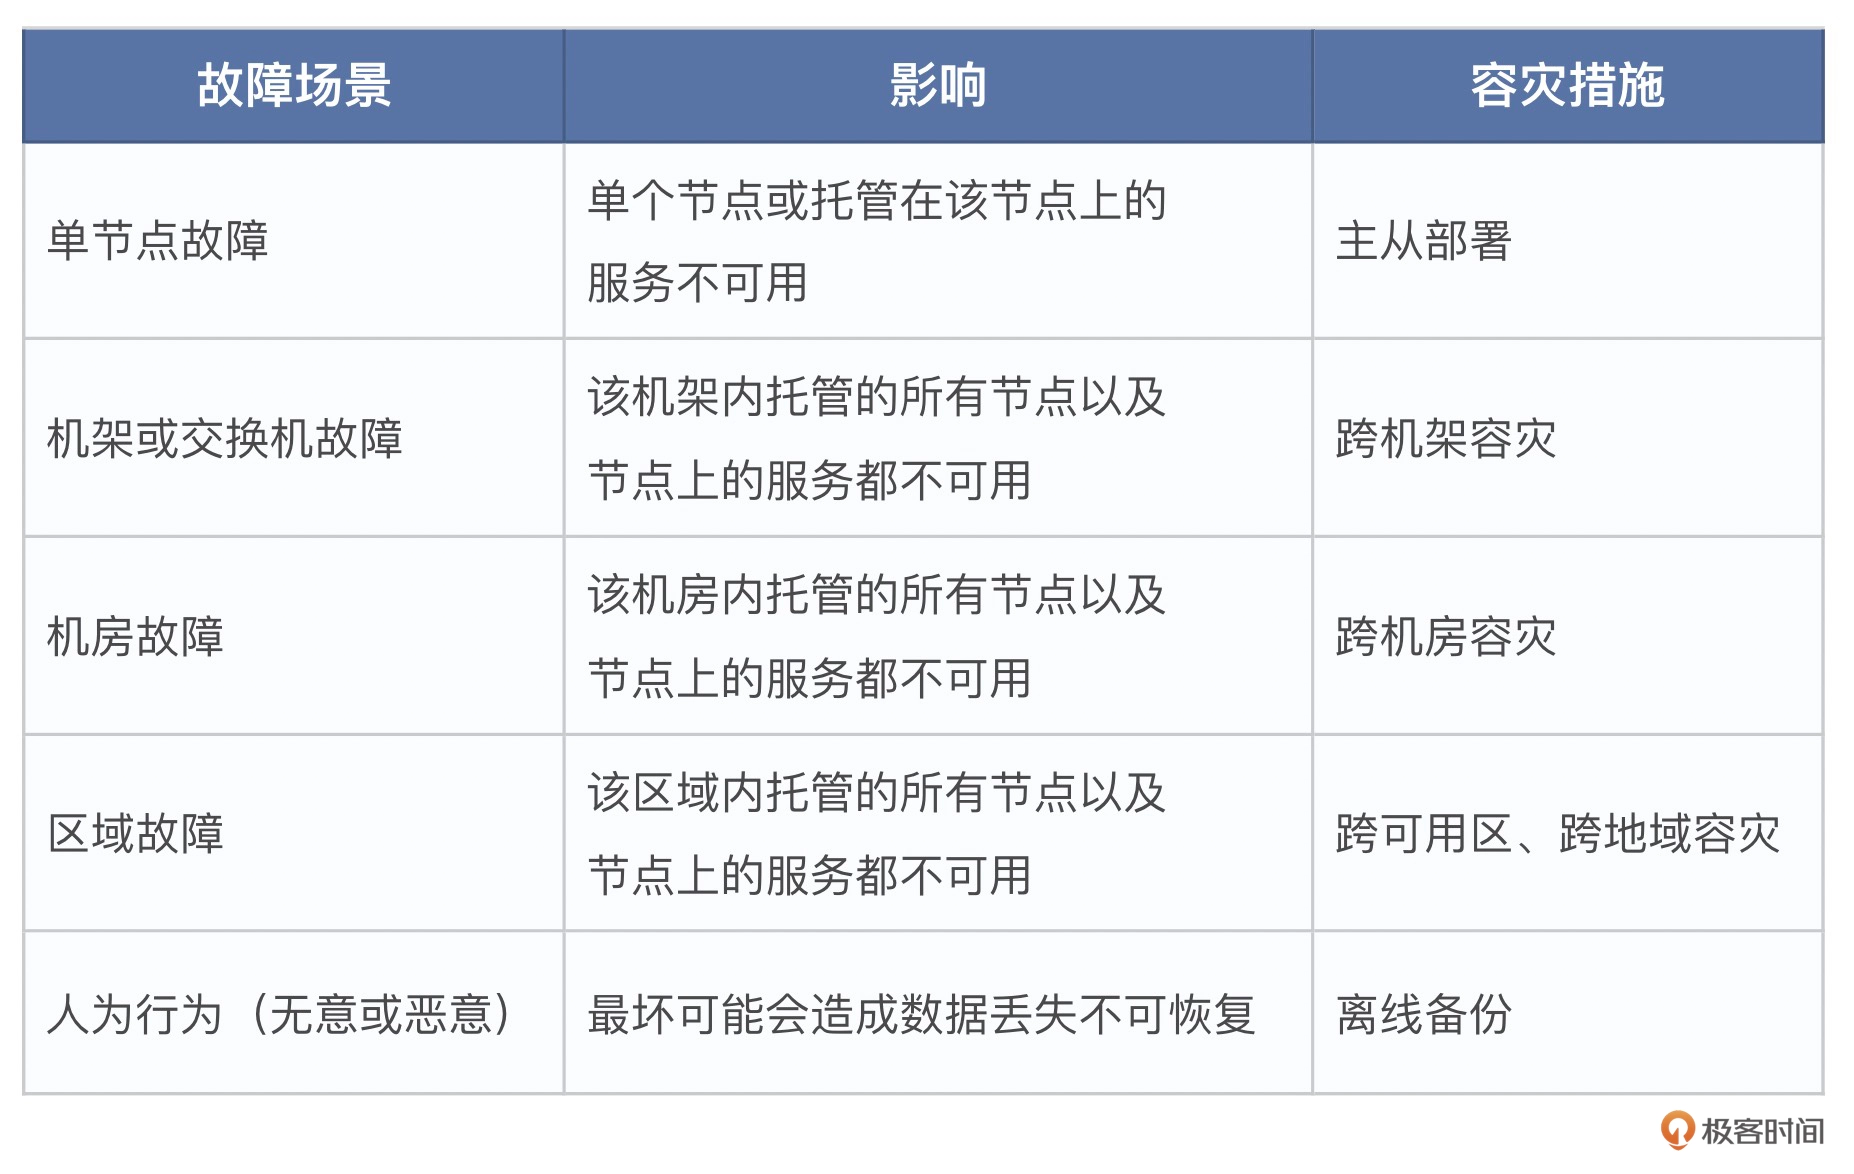 故障场景 影响 容灾措施
单节点故障 单个节点或托管在该节点上的
服务不可用 主从部署
机架或交换机故障 该机架内托管的所有节点以及
节点上的服务都不可用 跨机架容灾
机房故障 该机房内托管的所有节点以及
节点上的服务都不可用 跨机房容灾
区域故障 该区域内托管的所有节点以及
节点上的服务都不可用 跨可用区、跨地域容灾
人为行为（无意或恶意） 最坏可能会造成数据丢失不可恢复 离线备份
极客时间